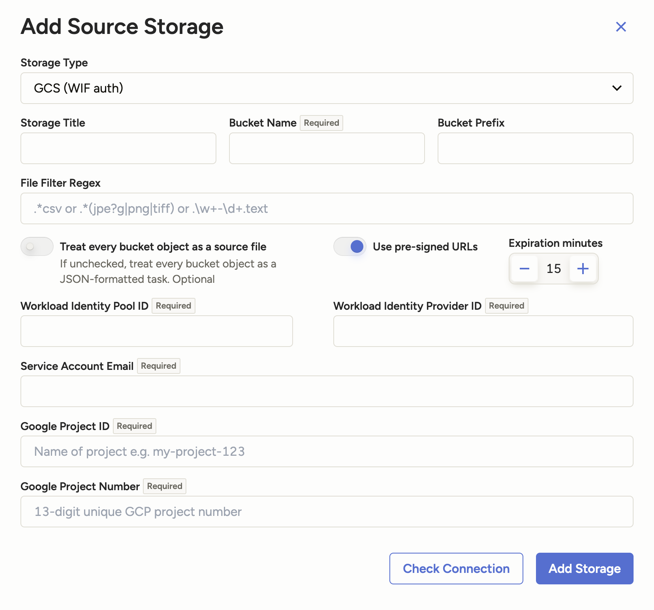 Add Source Storage
Storage Type
GCS (WIF auth)
Storage Title
Bucket Name Required
Bucket Prefix
File Filter Regex
.*csv or .*(jpe?g|png|tiff) or .\w+-\d+.text
Treat every bucket object as a source file
If unchecked, treat every bucket object as a
JSON-formatted task. Optional
Use pre-signed URLs
Expiration minutes
15
Workload Identity Pool ID Required
Workload Identity Provider ID Required
Service Account Email Required
Google Project ID Required
Name of project e.g. my-project-123
Google Project Number Required
13-digit unique GCP project number
Check Connection
Add Storage